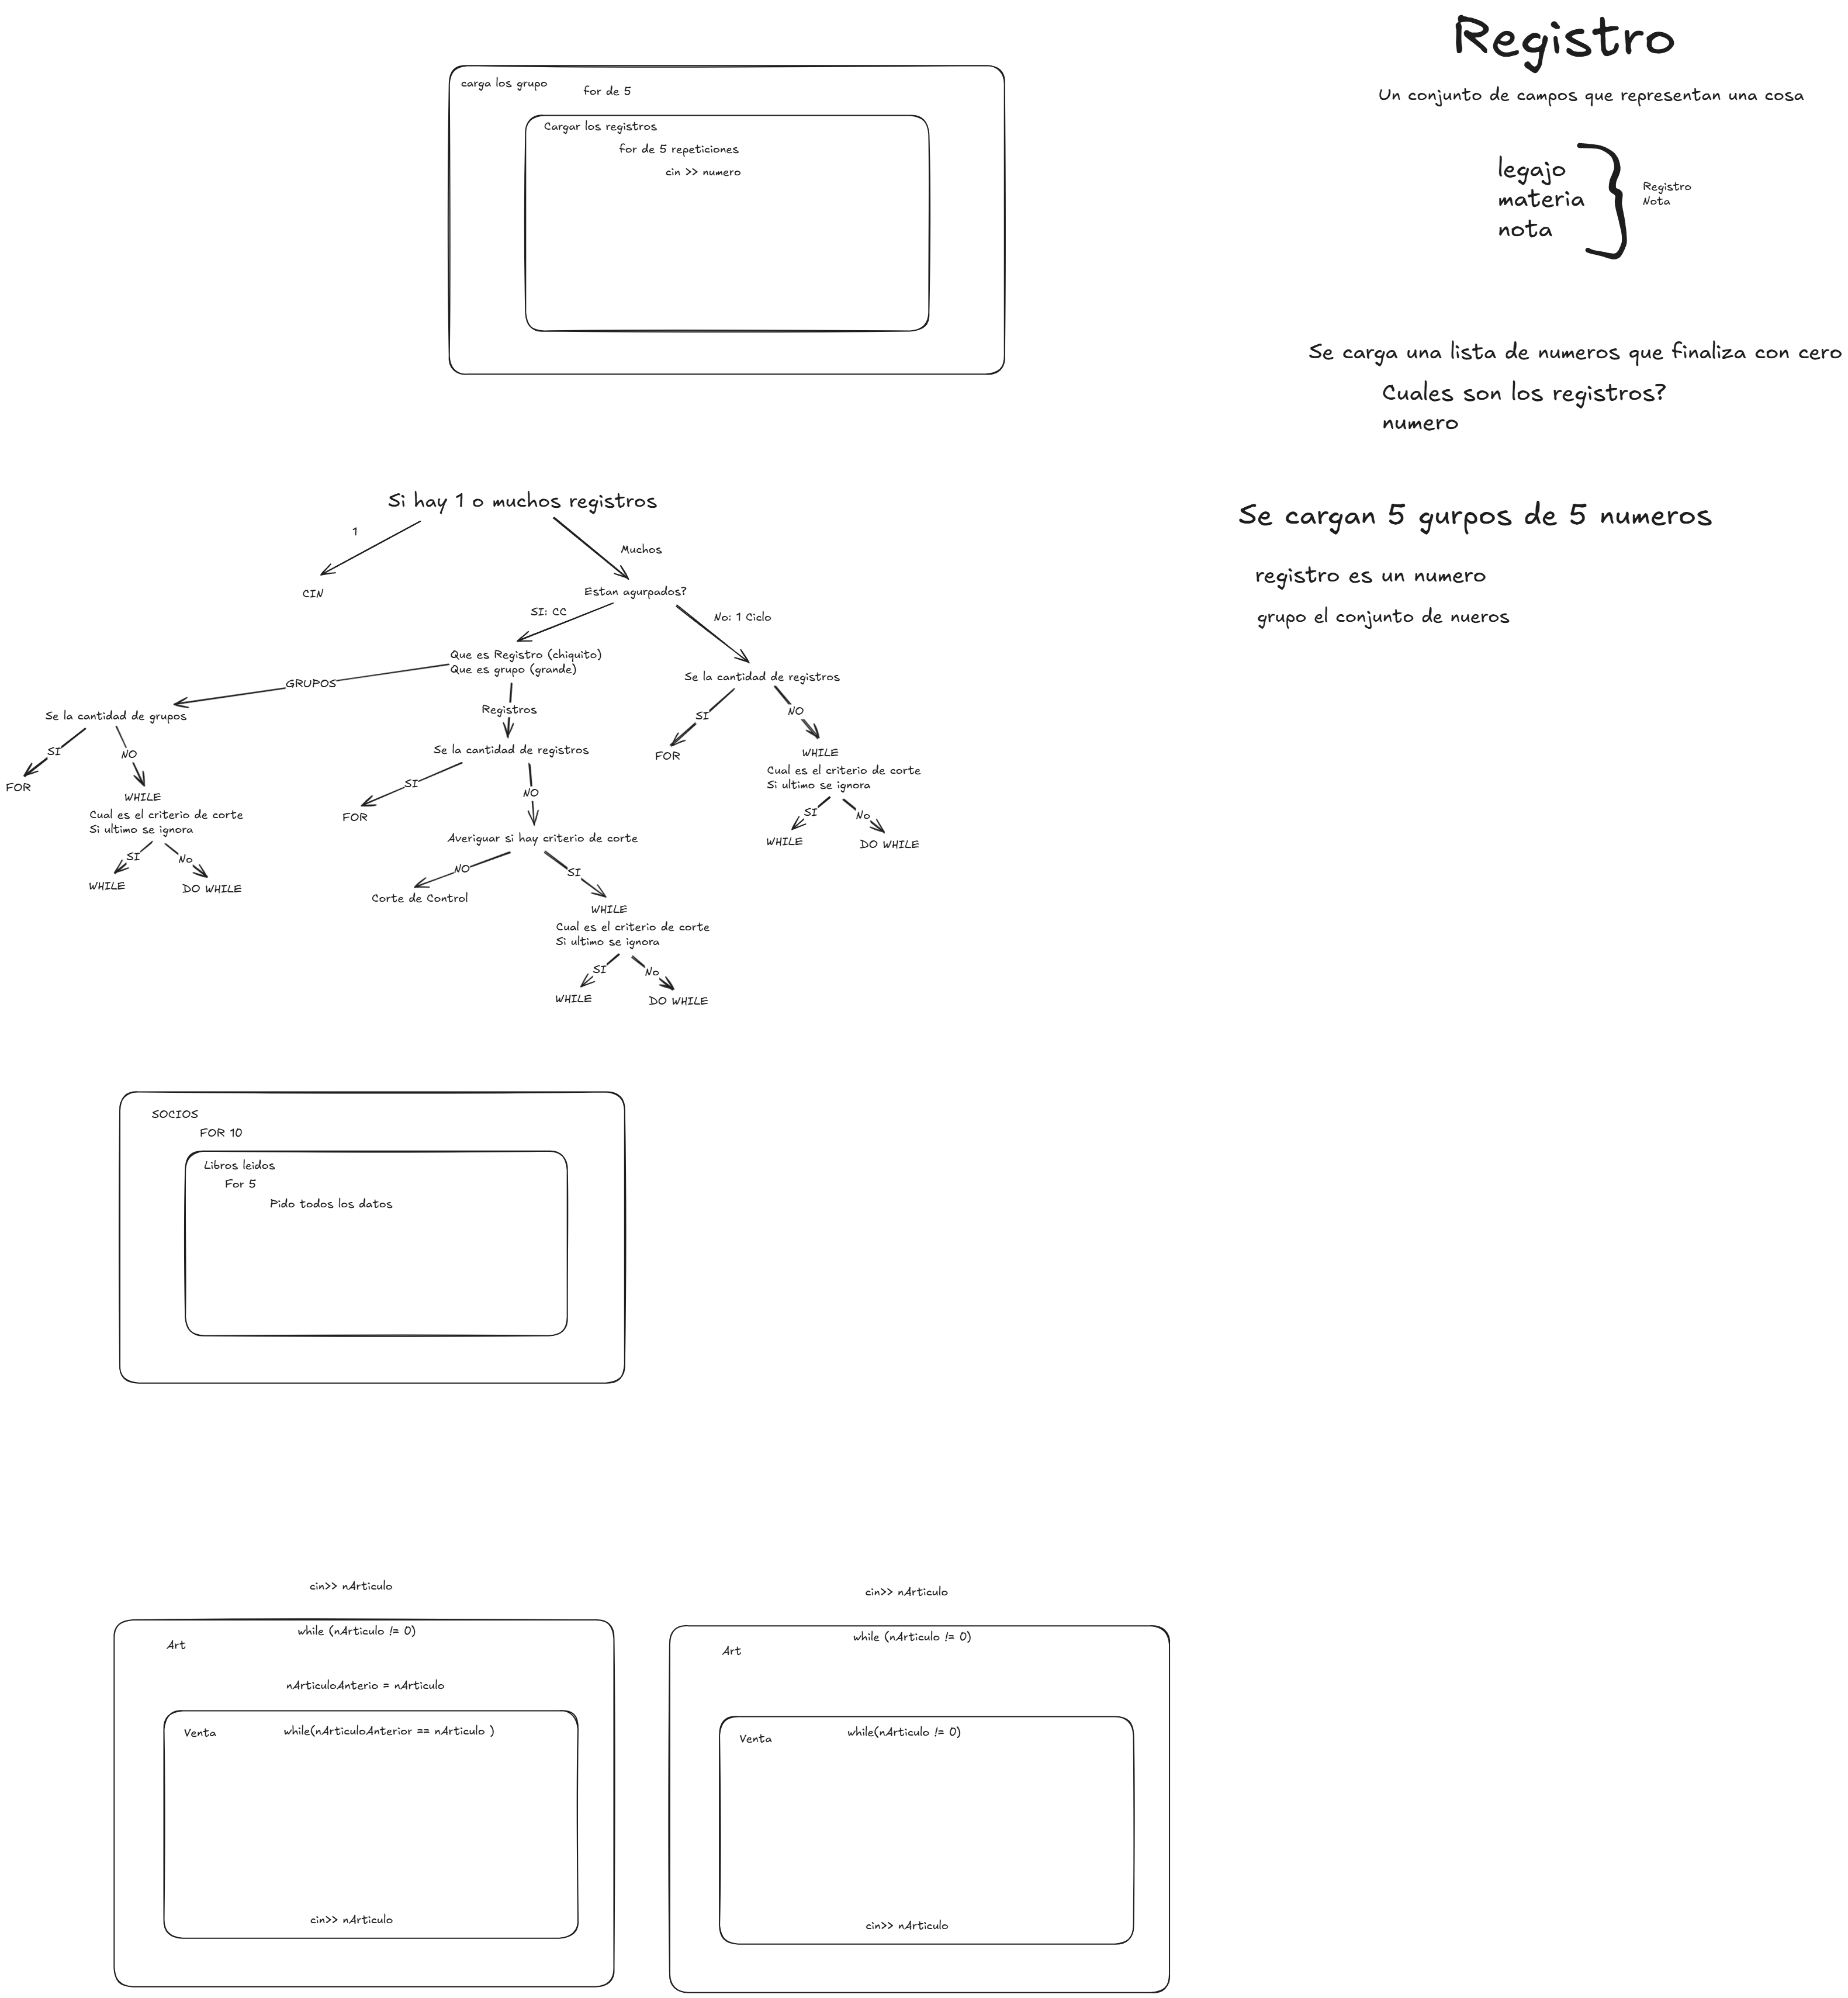 Registro
Un conjunto de campos que representan una cosa
legajo
materia
nota
Registro
Nota
carga los grupo
for de 5
Cargar los registros
for de 5 repeticiones
cin >> numero
Se carga una lista de numeros que finaliza con cero
Cuales son los registros?
numero
Se cargan 5 gurpos de 5 numeros
registro es un numero
grupo el conjunto de nueros
Si hay 1 o muchos registros
1
Muchos
CIN
Estan agurpados?
SI: CC
No: 1 Ciclo
Que es Registro (chiquito)
Que es grupo (grande)
GRUPOS
Registros
Se la cantidad de grupos
SI
NO
FOR
WHILE
Cual es el criterio de corte
Si ultimo se ignora
SI
No
WHILE
DO WHILE
Se la cantidad de registros
SI
NO
FOR
Averiguar si hay criterio de corte
NO
SI
Corte de Control
WHILE
Cual es el criterio de corte
Si ultimo se ignora
SI
No
WHILE
DO WHILE
Se la cantidad de registros
SI
NO
FOR
WHILE
Cual es el criterio de corte
Si ultimo se ignora
SI
No
WHILE
DO WHILE
SOCIOS
FOR 10
Libros leidos
For 5
Pido todos los datos
cin>> nArticulo
while (nArticulo != 0)
Art
nArticuloAnterio = nArticulo
Venta
while(nArticuloAnterior == nArticulo )
cin>> nArticulo
cin>> nArticulo
while (nArticulo != 0)
Art
Venta
while(nArticulo != 0)
cin>> nArticulo